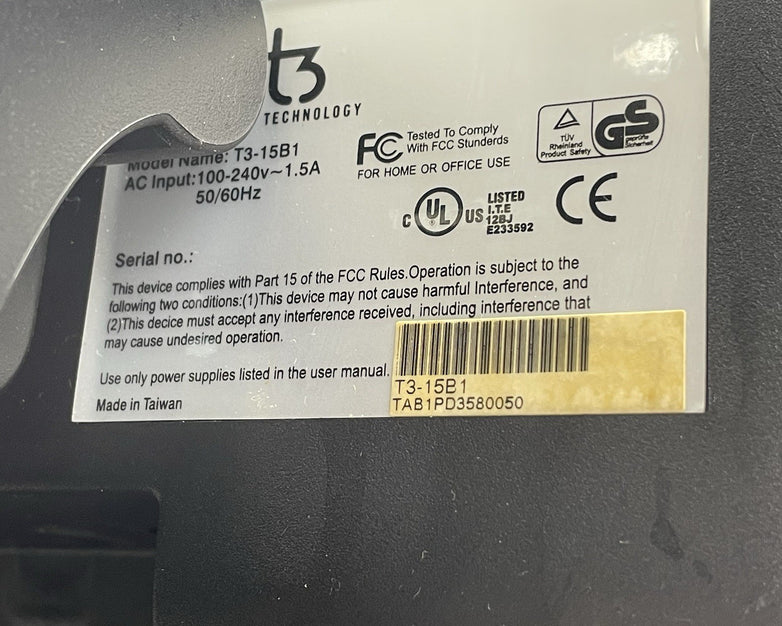 t3
TECHNOLOGY
Model Name: T3-15B1
AC Input:100-240v~1.5A
50/60Hz
FC Tested To Comply
With FCC Stunderds
FOR HOME OR OFFICE USE
TÜV
Rheinland
Product Safety
GS
geprüfte
Sicherheit
C UL US LISTED
I.T.E
12BJ
E233592
CE
Serial no.:
This device complies with Part 15 of the FCC Rules.Operation is subject to the
following two conditions:(1)This device may not cause harmful Interference, and
(2)This decice must accept any interference received, including interference that
may cause undesired operation.
Use only power supplies listed in the user manual.
Made in Taiwan
T3-15B1
TAB1PD3580050